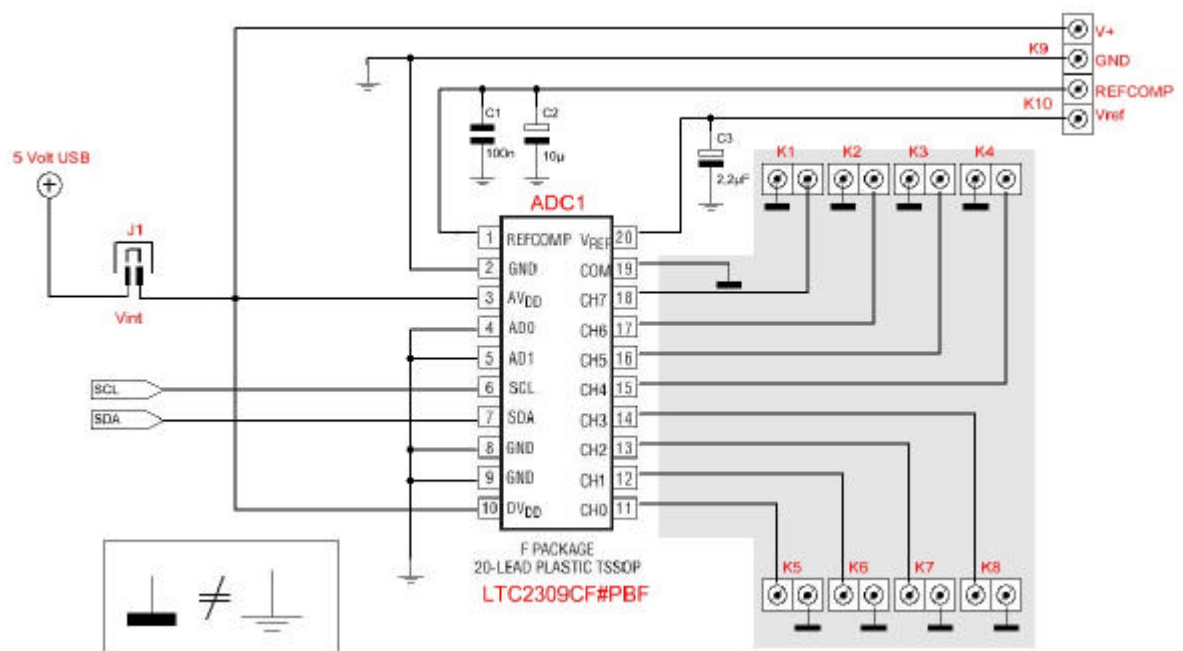 V+
K9
GND
REFCOMP
K10
Vref
C1
100n
C2
10µ
C3
2,2µF
5 Volt USB
K1 K2 K3 K4
ADC1
J1
Vint
1 REFCOMP VREF 20
2 GND COM 19
3 AVDD CH7 18
4 AD0 CH6 17
5 AD1 CH5 16
6 SCL CH4 15
7 SDA CH3 14
8 GND CH2 13
9 GND CH1 12
10 DVDD CH0 11
SCL
SDA
F PACKAGE
20-LEAD PLASTIC TSSOP
LTC2309CF#PBF
K5 K6 K7 K8
≠